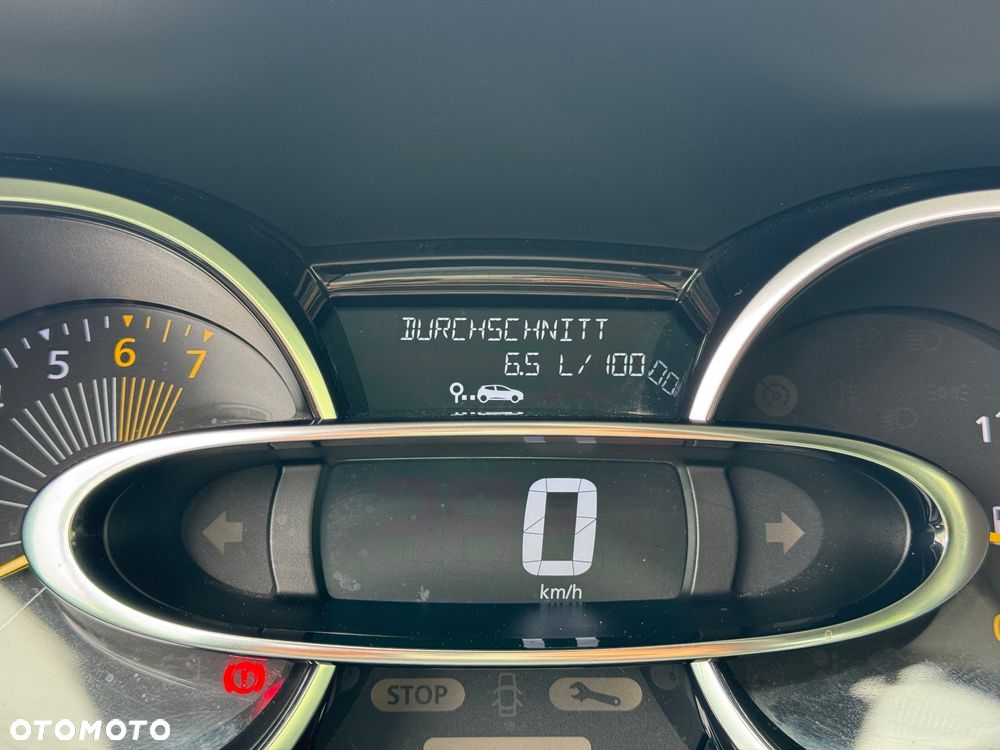 DURCHSCHNITT
6.5 L/100
5 6 7
0
km/h
STOP
OTOMOTO